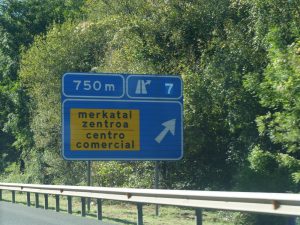 750 m 7
merkatal
zentroa
centro
comercial